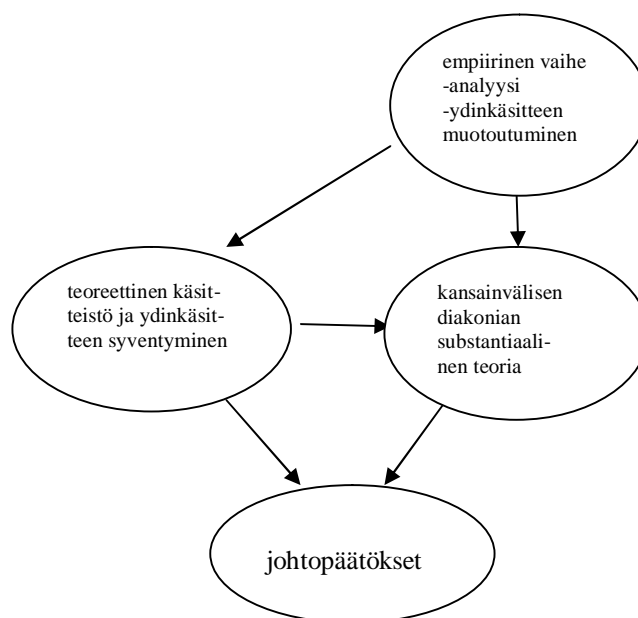 empiirinen vaihe
-analyysi
-ydinkäsitteen
muotoutuminen
teoreettinen käsit-
teistö ja ydinkäsit-
teen syventyminen
kansainvälisen
diakonian
substantiaali-
nen teoria
johtopäätökset